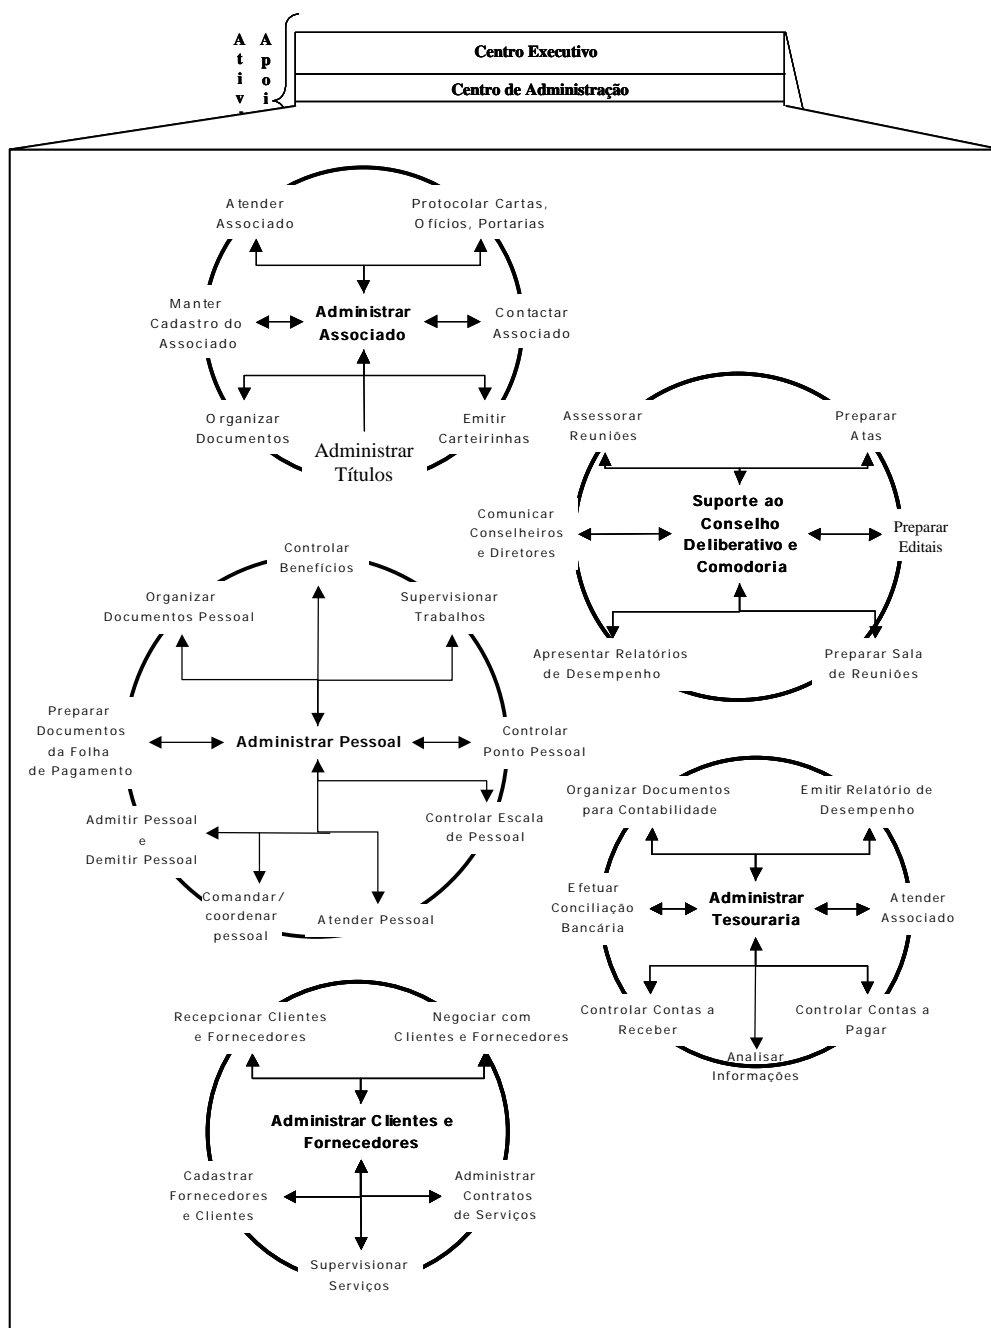 A
t
i
v
A
p
o
i
Centro Executivo
Centro de Administração
Atender
Associado
Protocolar Cartas,
Ofícios, Portarias
Manter
Cadastro do
Associado
Administrar
Associado
Contactar
Associado
Organizar
Documentos
Administrar
Títulos
Emitir
Carteirinhas
Assessorar
Reuniões
Preparar
Atas
Comunicar
Conselheiros
e Diretores
Suporte ao
Conselho
Deliberativo e
Comodoria
Preparar
Editais
Apresentar Relatórios
de Desempenho
Preparar Sala
de Reuniões
Controlar
Benefícios
Organizar
Documentos Pessoal
Supervisionar
Trabalhos
Preparar
Documentos
da Folha
de Pagamento
Administrar Pessoal
Controlar
Ponto Pessoal
Admitir Pessoal
e
Demitir Pessoal
Controlar Escala
de Pessoal
Comandar/
coordenar
pessoal
Atender Pessoal
Organizar Documentos
para Contabilidade
Emitir Relatório de
Desempenho
Efetuar
Conciliação
Bancária
Administrar
Tesouraria
Atender
Associado
Controlar Contas a
Receber
Controlar Contas a
Pagar
Analisar
Informações
Recepcionar Clientes
e Fornecedores
Negociar com
Clientes e Fornecedores
Administrar Clientes e
Fornecedores
Cadastrar
Fornecedores
e Clientes
Administrar
Contratos
de Serviços
Supervisionar
Serviços